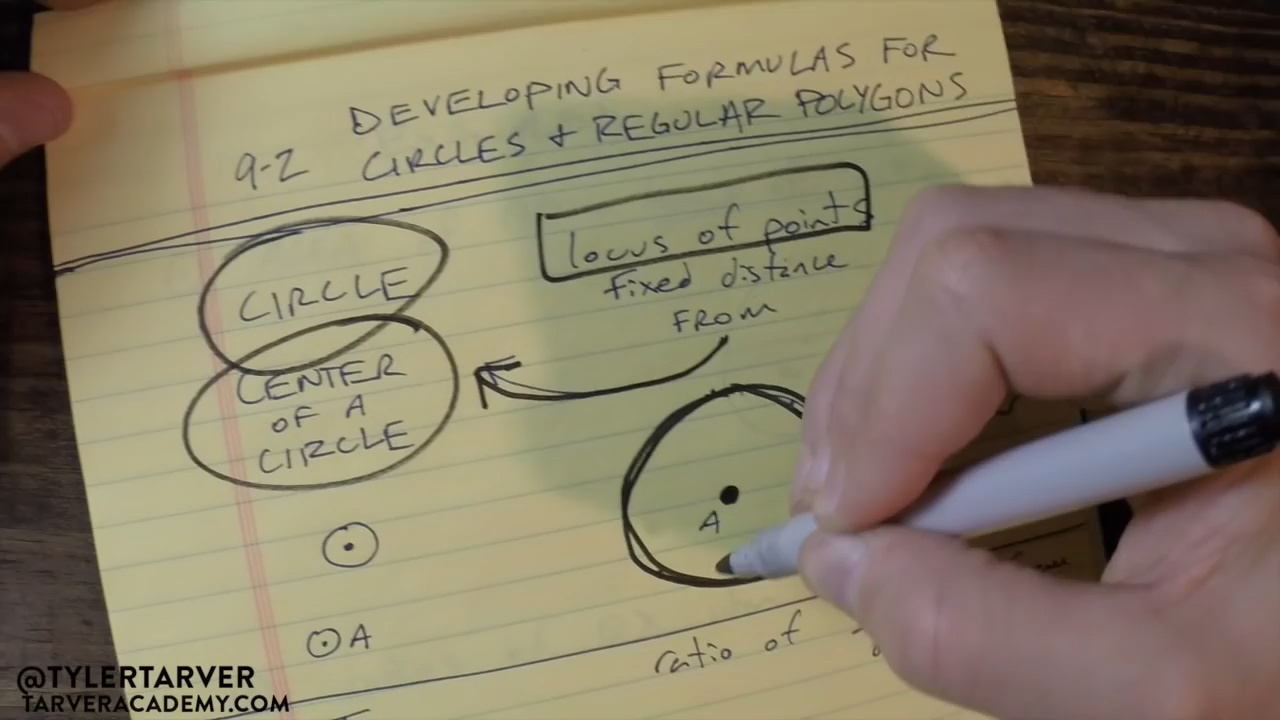 DEVELOPING FORMULAS FOR
9-2 CIRCLES + REGULAR POLYGONS
CIRCLE
locus of points
fixed distance
FROM
CENTER
OF A
CIRCLE
A
⊙A
ratio of
@TYLERTARVER
TARVERACADEMY.COM